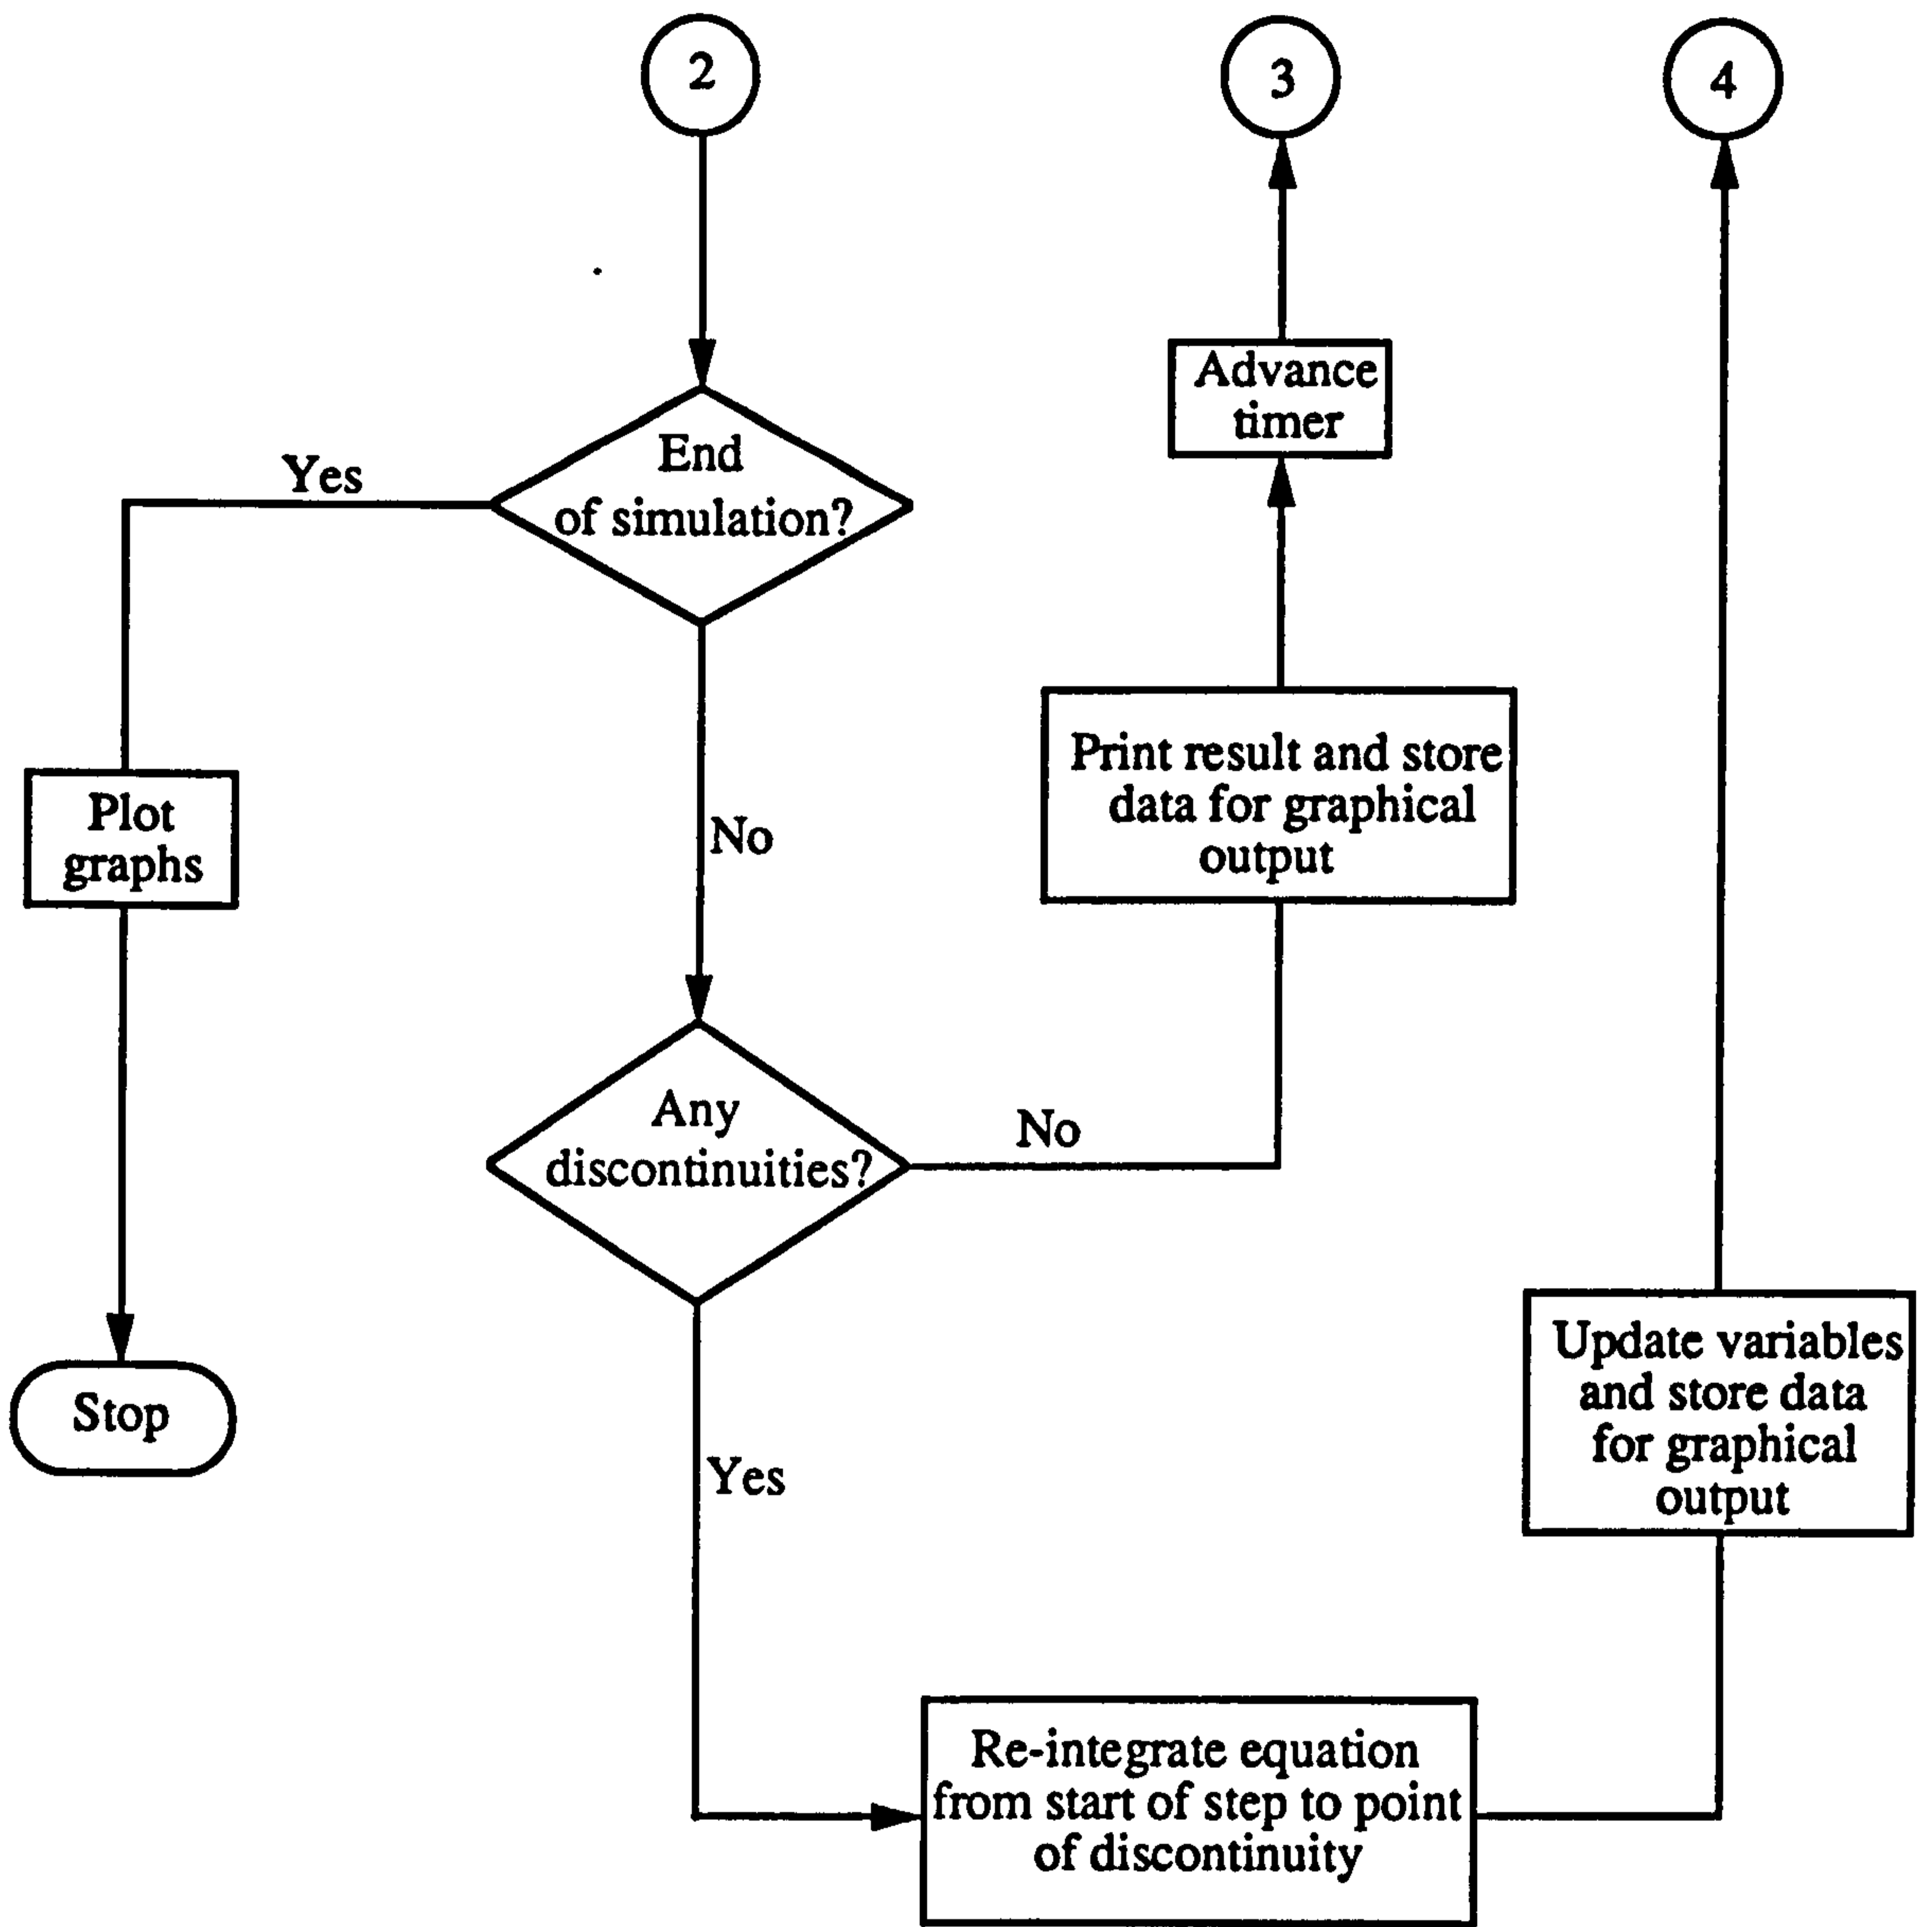 2
3
4
Advance
timer
End
of simulation?
Yes
Print result and store
data for graphical
output
Plot
graphs
No
Any
discontinuities?
No
Update variables
and store data
for graphical
output
Stop
Yes
Re-integrate equation
from start of step to point
of discontinuity